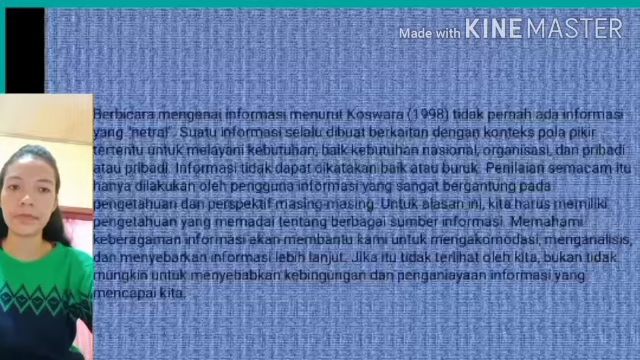 Made with KINEMASTER
Berbicara mengenai informasi menurut Koswara (1998) tidak pernah ada informasi
yang "netral". Suatu informasi selalu dibuat berkaitan dengan konteks pola pikir
tertentu untuk melayani kebutuhan, baik kebutuhan nasional, organisasi, dan pribadi
atau pribadi. Informasi tidak dapat dikatakan baik atau buruk. Penilaian semacam itu
hanya dilakukan oleh pengguna informasi yang sangat bergantung pada
pengetahuan dan perspektif masing-masing. Untuk alasan ini, kita harus memiliki
pengetahuan yang memadai tentang berbagai sumber informasi. Memahami
keberagaman informasi akan membantu kami untuk mengakomodasi, menganalisis,
dan menyebarkan informasi lebih lanjut. Jika itu tidak terlihat oleh kita, bukan tidak
mungkin untuk menyebabkan kebingungan dan penganiayaan informasi yang
mencapai kita.